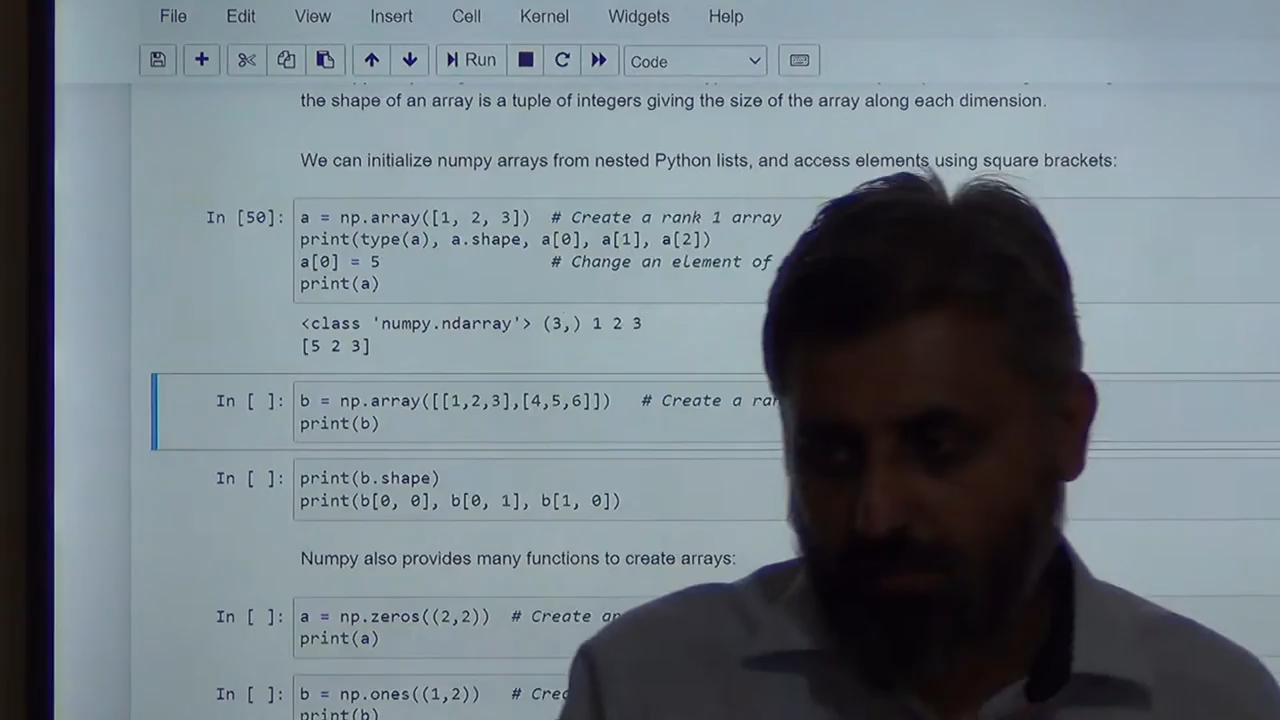 File Edit View Insert Cell Kernel Widgets Help
Run Code
the shape of an array is a tuple of integers giving the size of the array along each dimension.
We can initialize numpy arrays from nested Python lists, and access elements using square brackets:
In [50]: a = np.array([1, 2, 3])  # Create a rank 1 array
print(type(a), a.shape, a[0], a[1], a[2])
a[0] = 5                 # Change an element of
print(a)
<class 'numpy.ndarray'> (3,) 1 2 3
[5 2 3]
In [ ]: b = np.array([[1,2,3],[4,5,6]])   # Create a
print(b)
In [ ]: print(b.shape)
print(b[0, 0], b[0, 1], b[1, 0])
Numpy also provides many functions to create arrays:
In [ ]: a = np.zeros((2,2))  # Create
print(a)
In [ ]: b = np.ones((1,2))   #
print(b)